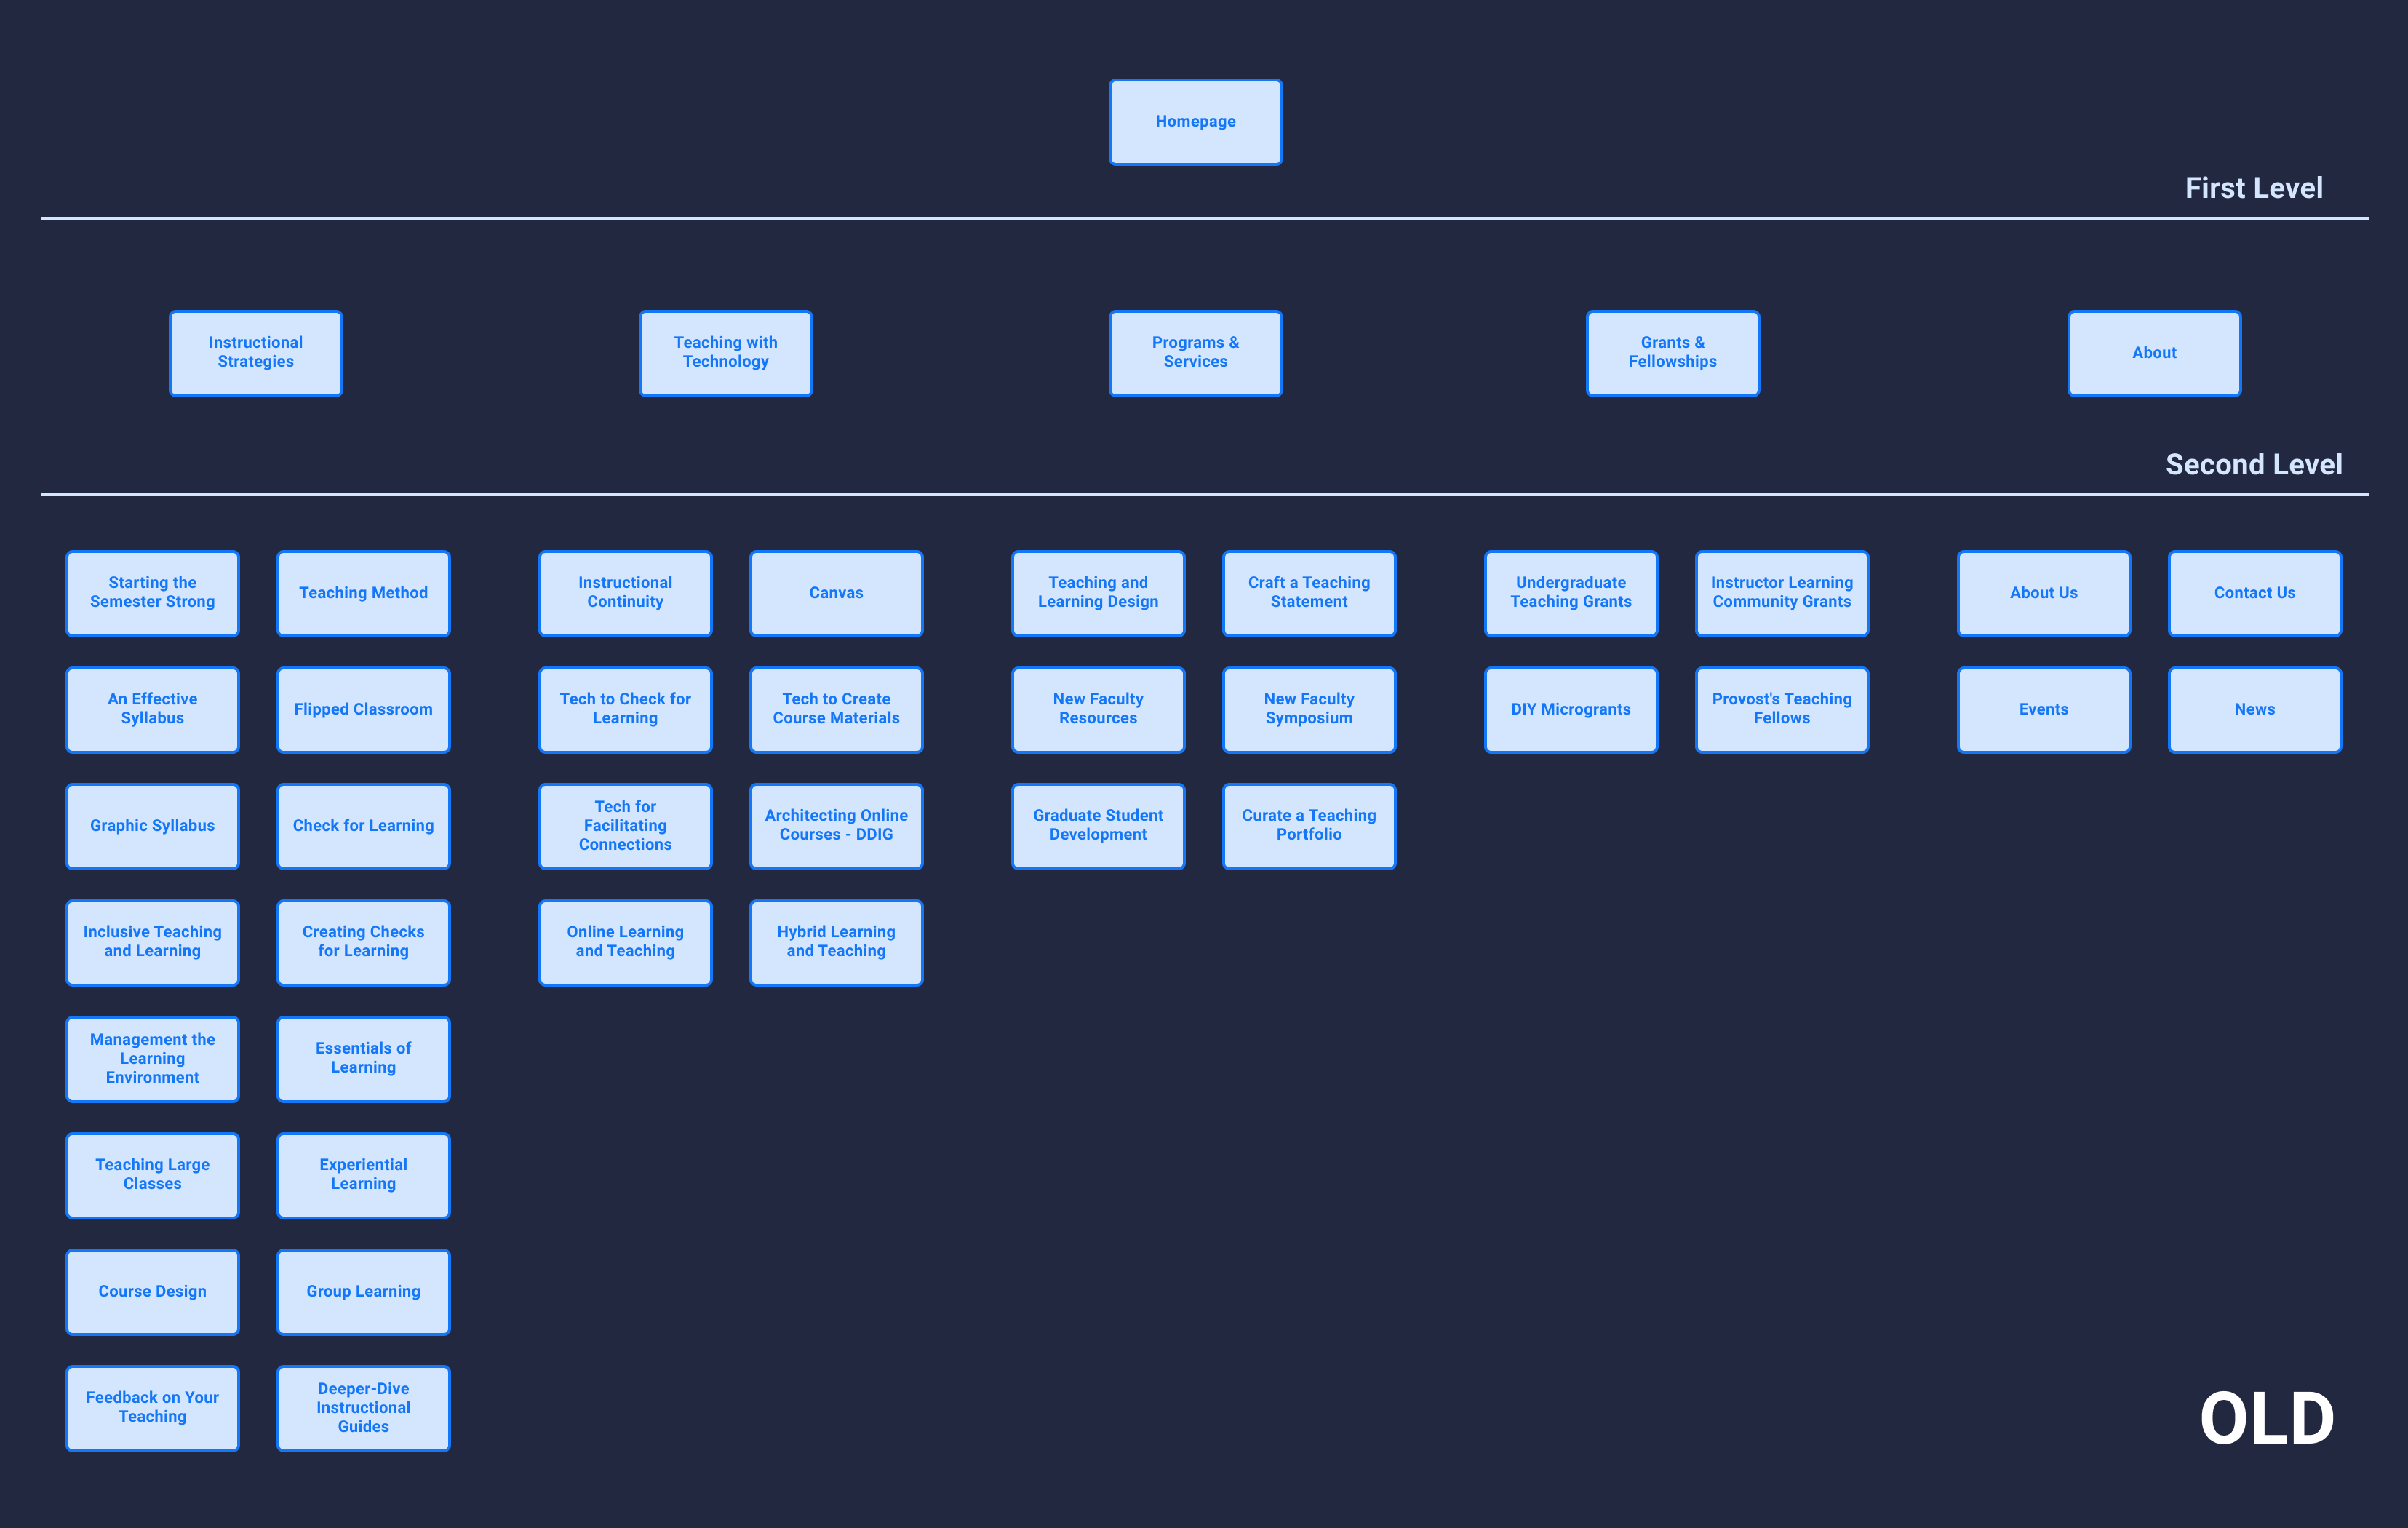 Homepage
First Level
Instructional
Strategies
Teaching with
Technology
Programs &
Services
Grants &
Fellowships
About
Second Level
Starting the
Semester Strong
Teaching Method
Instructional
Continuity
Canvas
Teaching and
Learning Design
Craft a Teaching
Statement
Undergraduate
Teaching Grants
Instructor Learning
Community Grants
About Us
Contact Us
An Effective
Syllabus
Flipped Classroom
Tech to Check for
Learning
Tech to Create
Course Materials
New Faculty
Resources
New Faculty
Symposium
DIY Microgrants
Provost's Teaching
Fellows
Events
News
Graphic Syllabus
Check for Learning
Tech for
Facilitating
Connections
Architecting Online
Courses - DDIG
Graduate Student
Development
Curate a Teaching
Portfolio
Inclusive Teaching
and Learning
Creating Checks
for Learning
Online Learning
and Teaching
Hybrid Learning
and Teaching
Management the
Learning
Environment
Essentials of
Learning
Teaching Large
Classes
Experiential
Learning
Course Design
Group Learning
Feedback on Your
Teaching
Deeper-Dive
Instructional
Guides
OLD